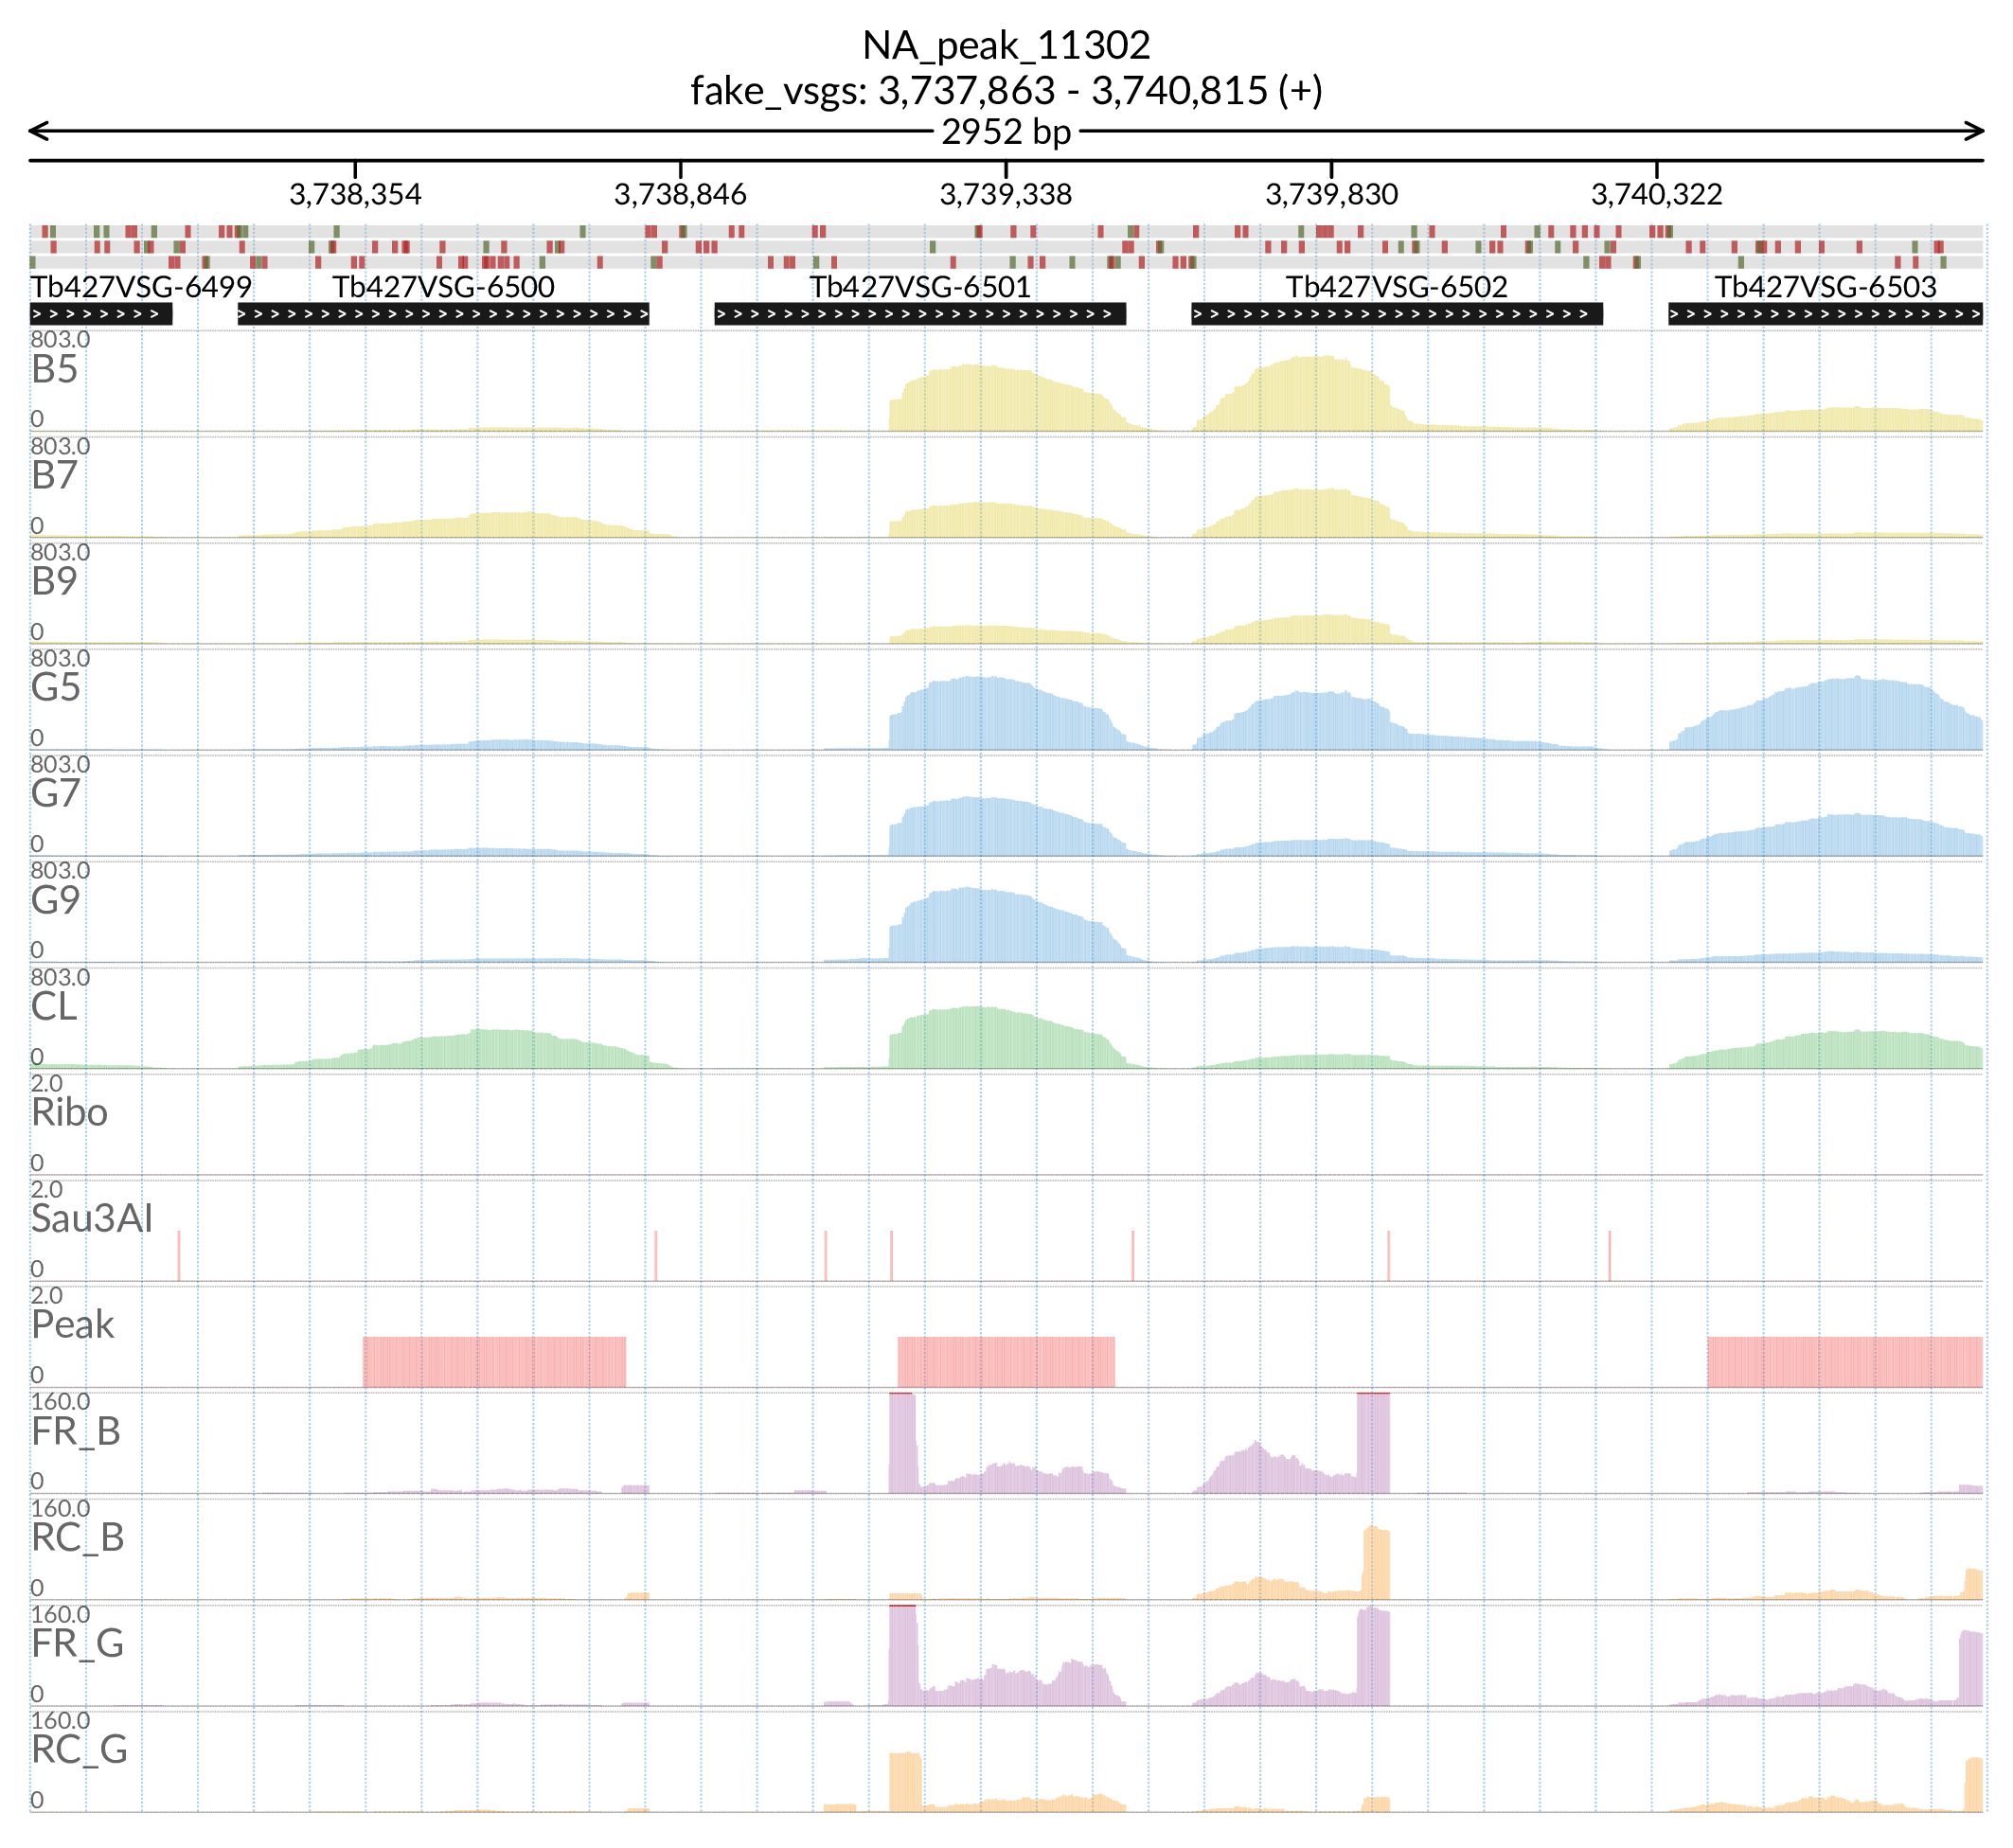 NA_peak_11302
fake_vsgs: 3,737,863 - 3,740,815 (+)
2952 bp
3,738,354 3,738,846 3,739,338 3,739,830 3,740,322
Tb427VSG-6499 Tb427VSG-6500 Tb427VSG-6501 Tb427VSG-6502 Tb427VSG-6503
803.0
B5
0
803.0
B7
0
803.0
B9
0
803.0
G5
0
803.0
G7
0
803.0
G9
0
803.0
CL
0
2.0
Ribo
0
2.0
Sau3AI
0
2.0
Peak
0
160.0
FR_B
0
160.0
RC_B
0
160.0
FR_G
0
160.0
RC_G
0